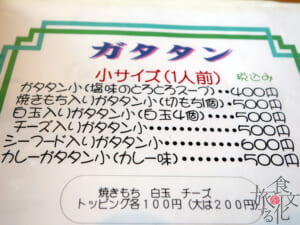 ガタタン
小サイズ(1人前) 税込み
ガタタン小(塩味のとろとろスープ)・・400円
焼きもち入りガタタン小(切もち1個)・・500円
白玉入りガタタン小(白玉4個)・・・・500円
チーズ入りガタタン小・・・・・・・・500円
シーフード入りガタタン小・・・・・・600円
カレーガタタン小(カレー味)・・・・・500円
焼きもち 白玉 チーズ
トッピング各100円(大は200円)
旅する食文化